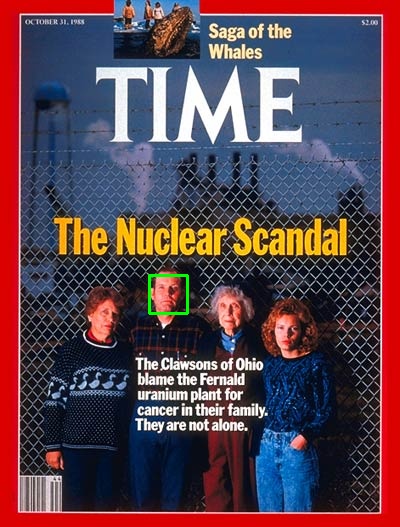 OCTOBER 31, 1988
$2.00
Saga of the
Whales
TIME
The Nuclear Scandal
The Clawsons of Ohio
blame the Fernald
uranium plant for
cancer in their family.
They are not alone.
44